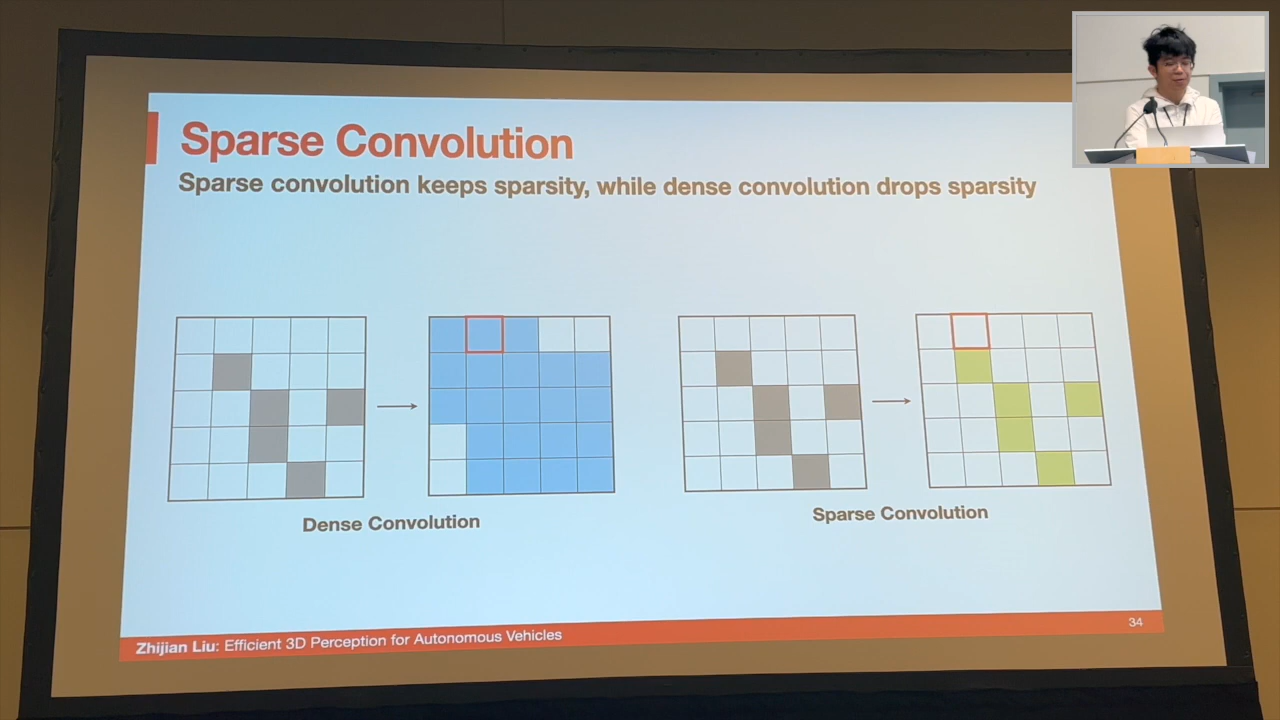 Sparse Convolution
Sparse convolution keeps sparsity, while dense convolution drops sparsity
Dense Convolution
Sparse Convolution
Zhijian Liu: Efficient 3D Perception for Autonomous Vehicles
34